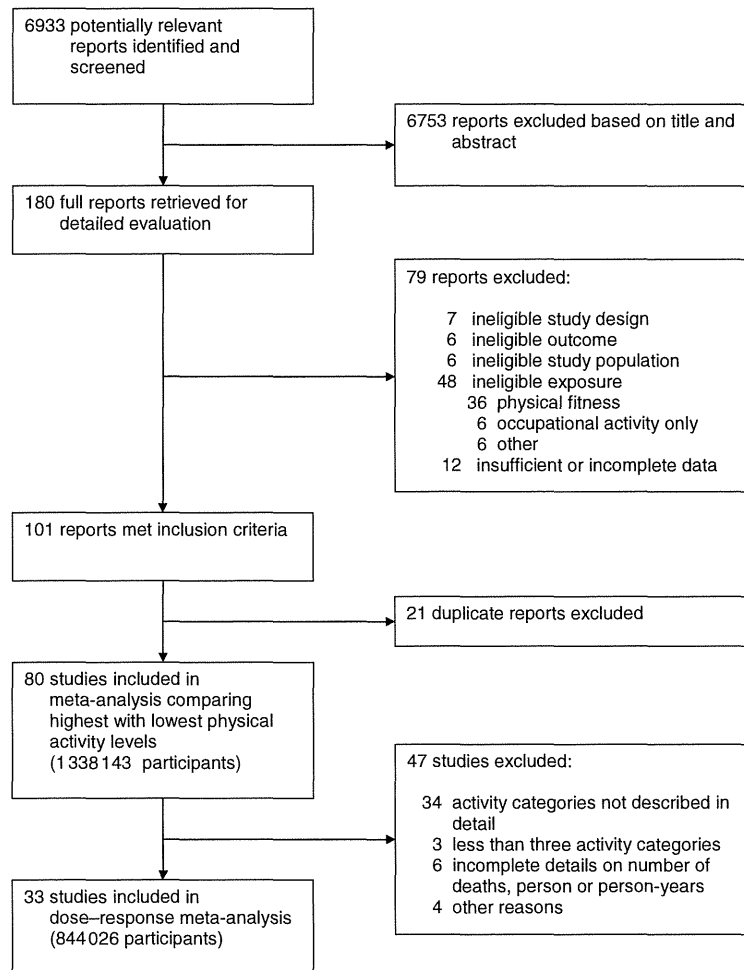 6933 potentially relevant
reports identified and
screened
6753 reports excluded based on title and
abstract
180 full reports retrieved for
detailed evaluation
79 reports excluded:
7 ineligible study design
6 ineligible outcome
6 ineligible study population
48 ineligible exposure
36 physical fitness
6 occupational activity only
6 other
12 insufficient or incomplete data
101 reports met inclusion criteria
21 duplicate reports excluded
80 studies included in
meta-analysis comparing
highest with lowest physical
activity levels
(1 338 143 participants)
47 studies excluded:
34 activity categories not described in
detail
3 less than three activity categories
6 incomplete details on number of
deaths, person or person-years
4 other reasons
33 studies included in
dose–response meta-analysis
(844 026 participants)